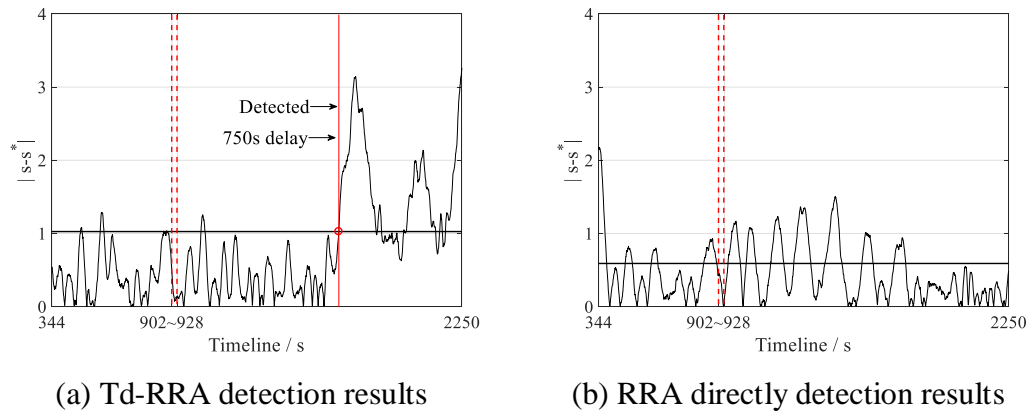 4
3
2
1
0
| s-s* |
Detected
750s delay
344
902~928
2250
Timeline / s
(a) Td-RRA detection results
4
3
2
1
0
| s-s* |
344
902~928
2250
Timeline / s
(b) RRA directly detection results